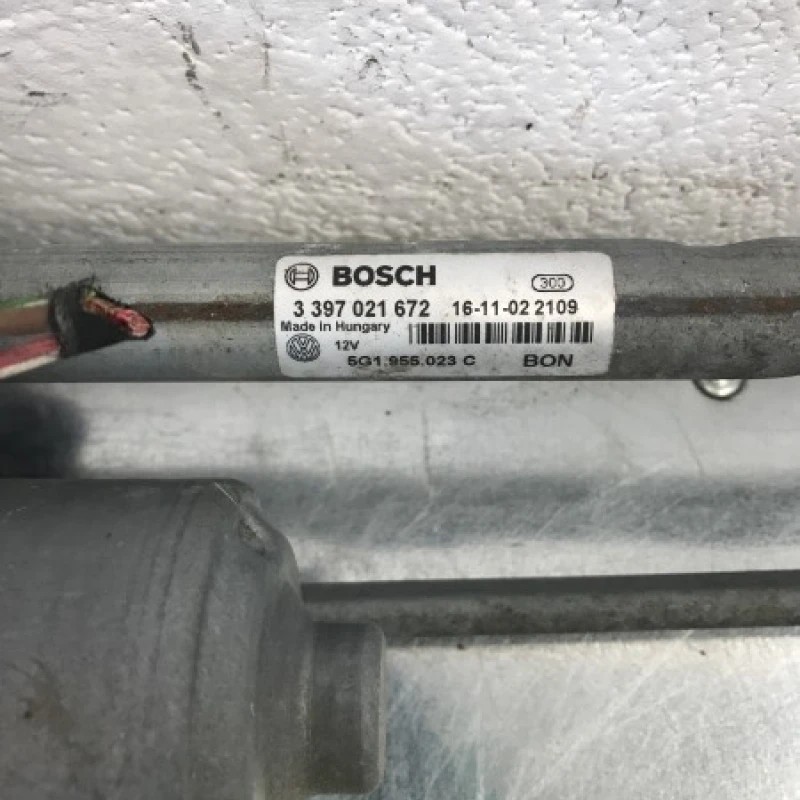 BOSCH 300
3 397 021 672 16-11-02 2109
Made in Hungary
12V
5G1.955.023 C BON